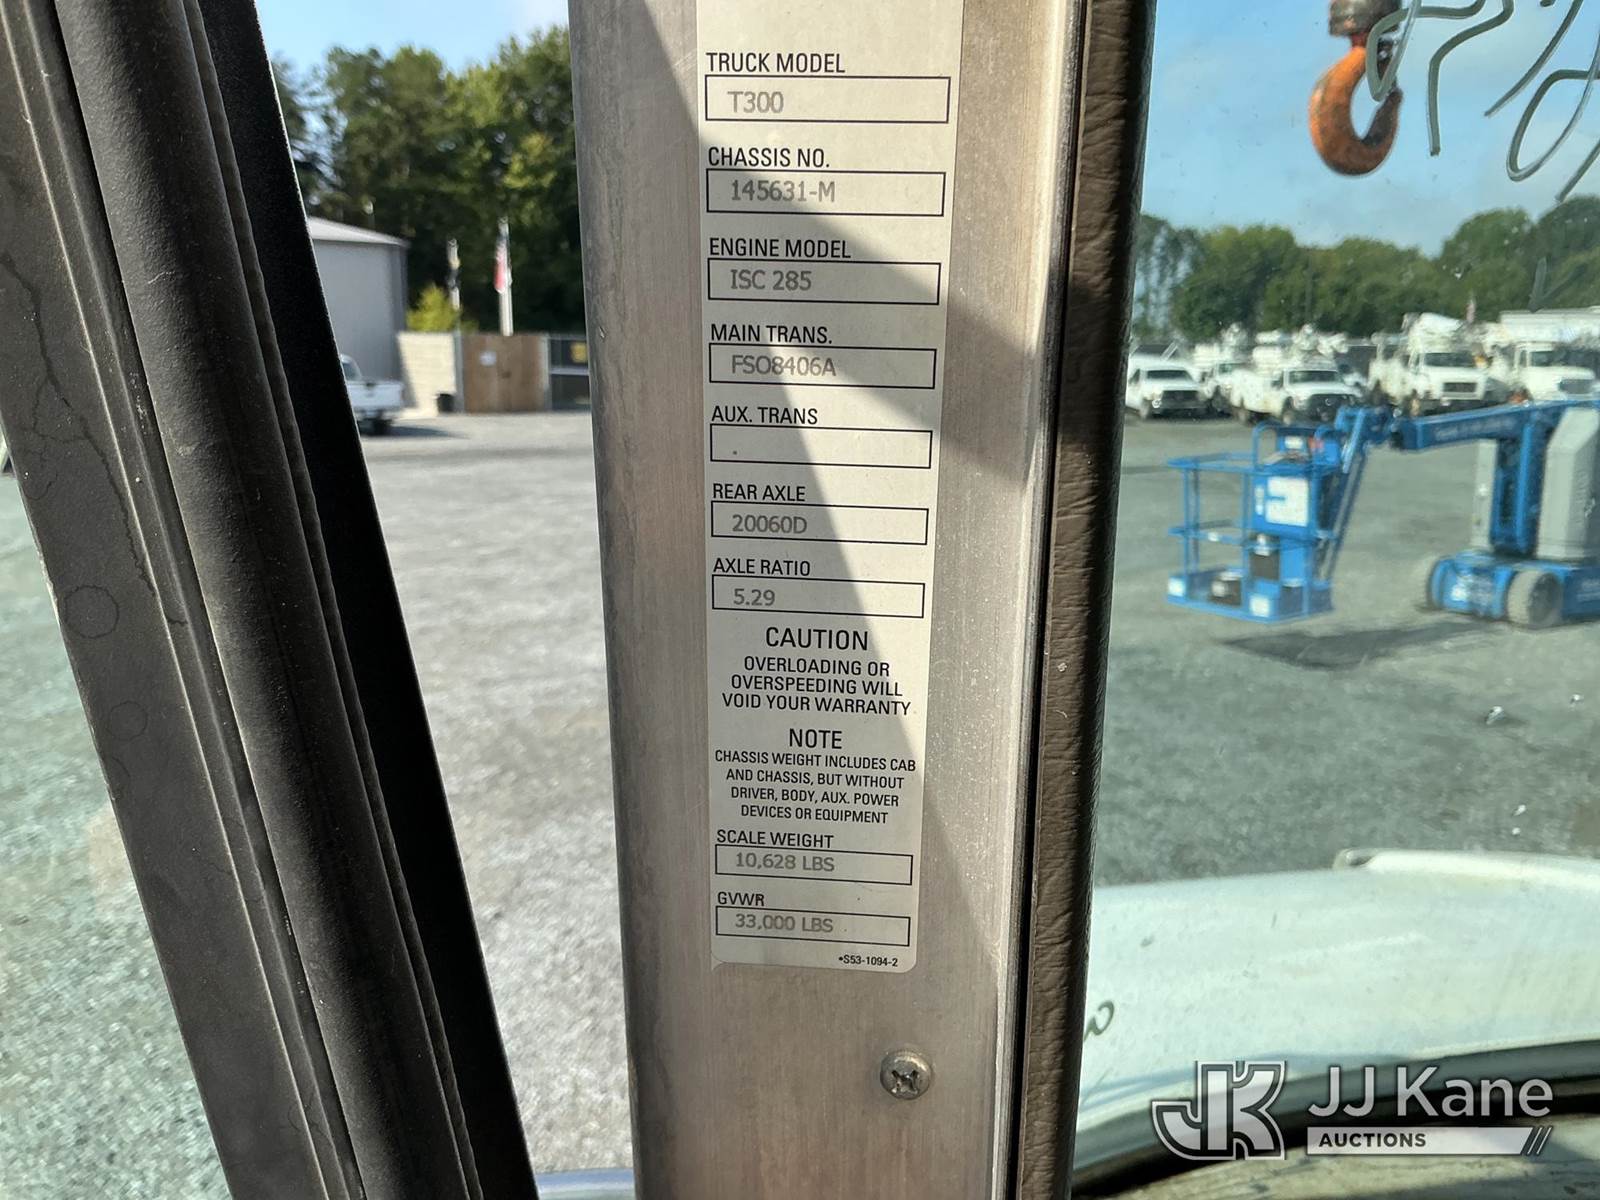 TRUCK MODEL
T300
CHASSIS NO.
145631-M
ENGINE MODEL
ISC 285
MAIN TRANS.
FSO8406A
AUX. TRANS
REAR AXLE
20060D
AXLE RATIO
5.29
CAUTION
OVERLOADING OR
OVERSPEEDING WILL
VOID YOUR WARRANTY
NOTE
CHASSIS WEIGHT INCLUDES CAB
AND CHASSIS, BUT WITHOUT
DRIVER, BODY, AUX. POWER
DEVICES OR EQUIPMENT
SCALE WEIGHT
10,628 LBS
GVWR
33,000 LBS
*S53-1094-2
JK JJ Kane
AUCTIONS